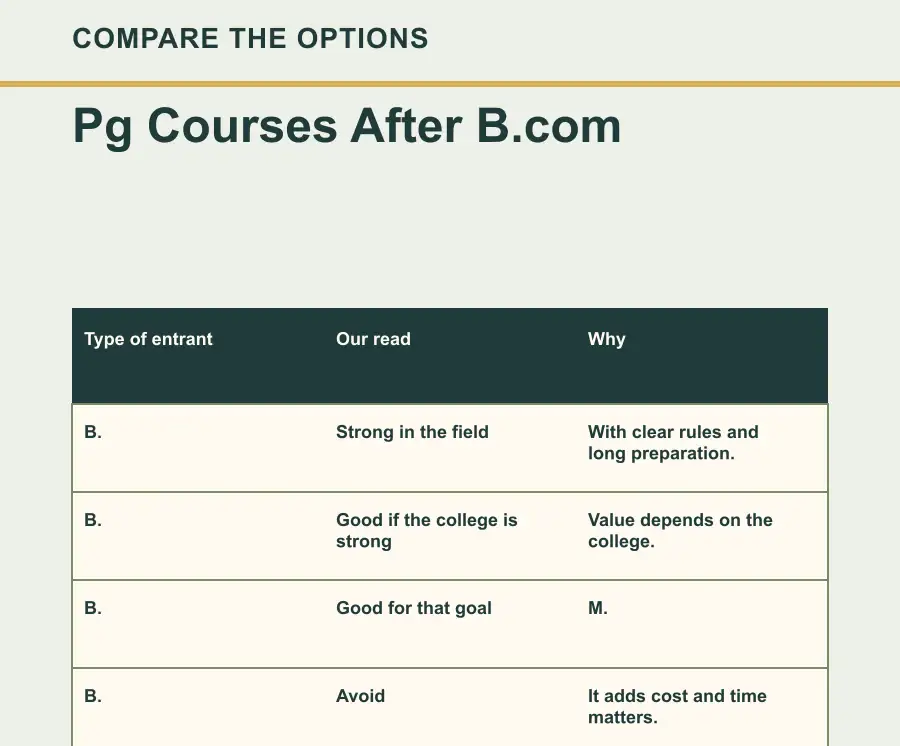 COMPARE THE OPTIONS
Pg Courses After B.com
Type of entrant Our read Why
B. Strong in the field With clear rules and
long preparation.
B. Good if the college is Value depends on the
strong college.
B. Good for that goal M.
B. Avoid It adds cost and time
matters.